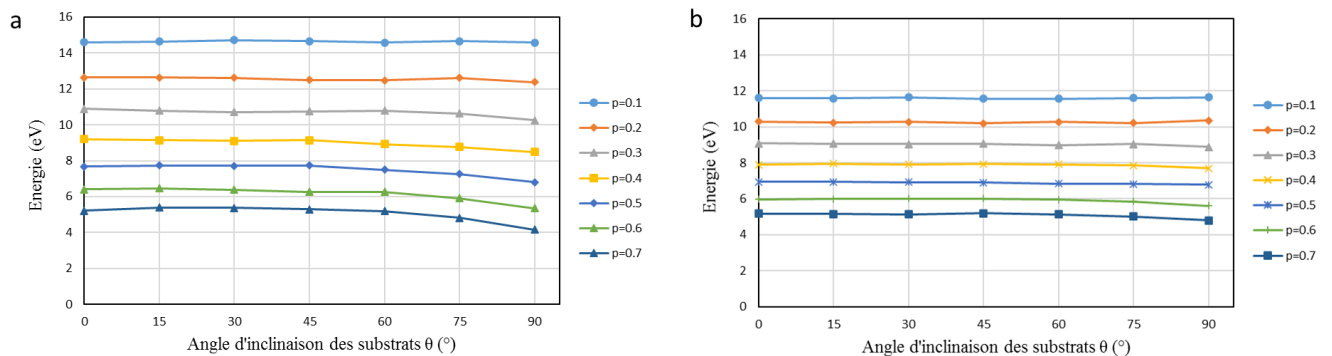 a
16
14
12
10
8
6
4
2
0
Energie (eV)
0 15 30 45 60 75 90
Angle d'inclinaison des substrats θ (°)
p=0.1
p=0.2
p=0.3
p=0.4
p=0.5
p=0.6
p=0.7
b
16
14
12
10
8
6
4
2
0
Energie (eV)
0 15 30 45 60 75 90
Angle d'inclinaison des substrats θ (°)
p=0.1
p=0.2
p=0.3
p=0.4
p=0.5
p=0.6
p=0.7